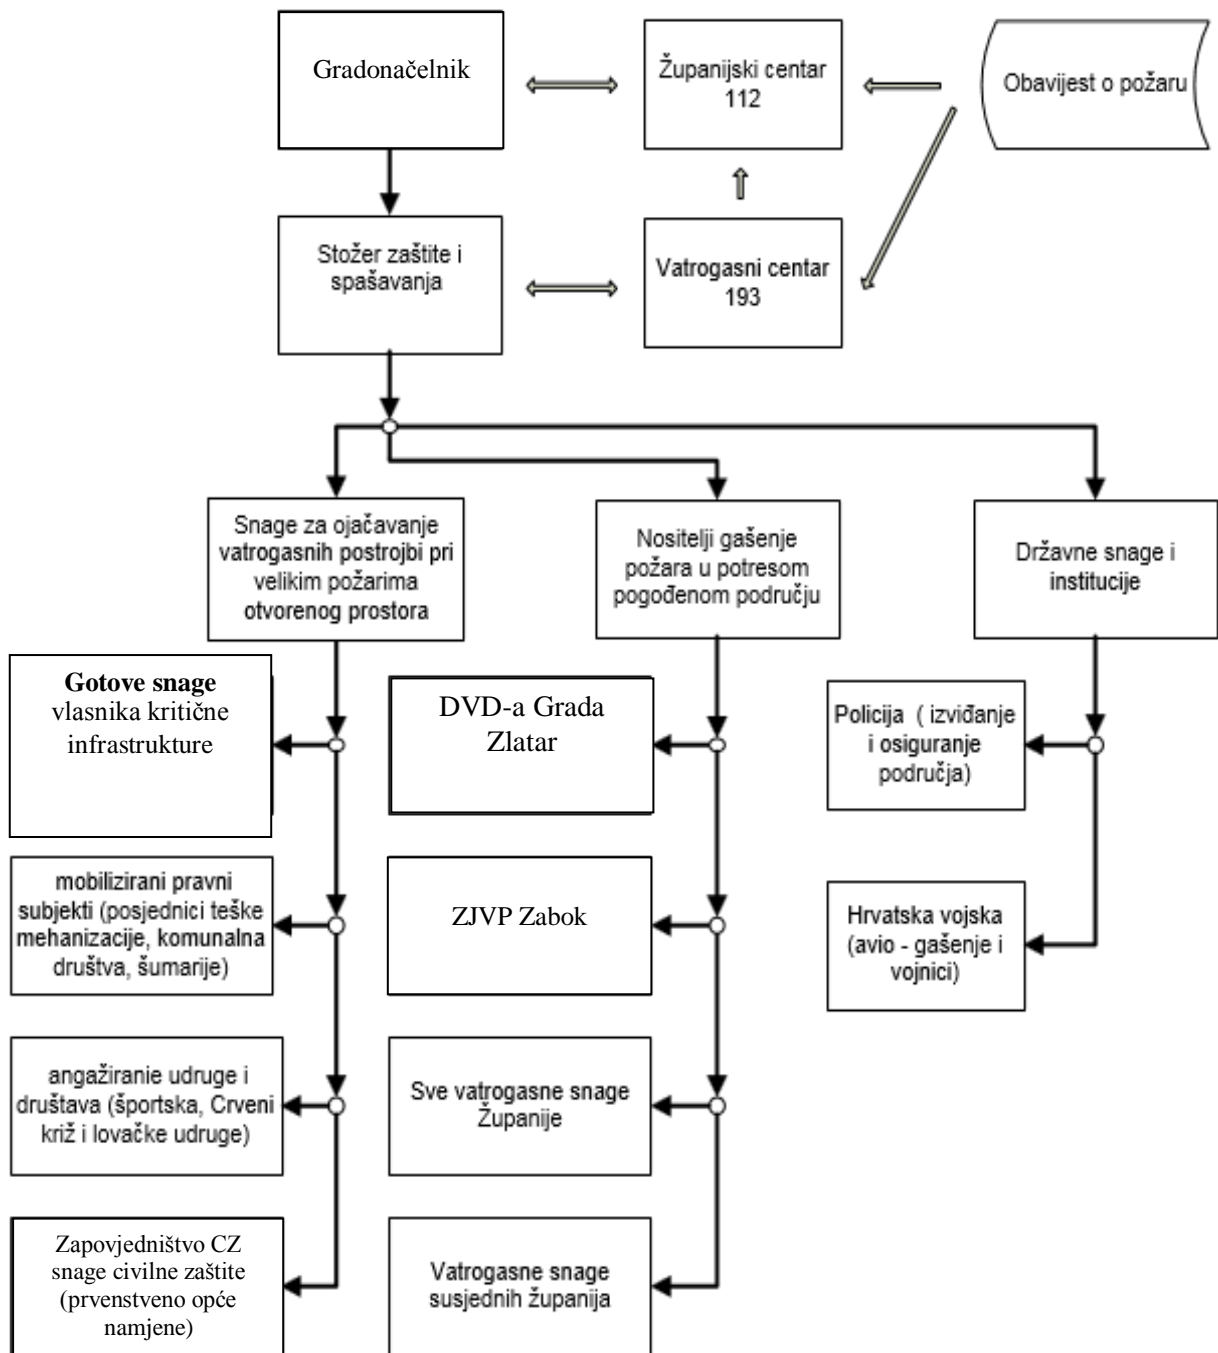 Gradonačelnik
Županijski centar
112
Obavijest o požaru
Stožer zaštite i
spašavanja
Vatrogasni centar
193
Snage za ojačavanje
vatrogasnih postrojbi pri
velikim požarima
otvorenog prostora
Nositelji gašenje
požara u potresom
pogođenom području
Državne snage i
institucije
Gotove snage
vlasnika kritične
infrastrukture
DVD-a Grada
Zlatar
Policija ( izviđanje
i osiguranje
područja)
mobilizirani pravni
subjekti (posjednici teške
mehanizacije, komunalna
društva, šumarije)
ZJVP Zabok
Hrvatska vojska
(avio - gašenje i
vojnici)
angažiranie udruge i
društava (športska, Crveni
križ i lovačke udruge)
Sve vatrogasne snage
Županije
Zapovjedništvo CZ
snage civilne zaštite
(prvenstveno opće
namjene)
Vatrogasne snage
susjednih županija